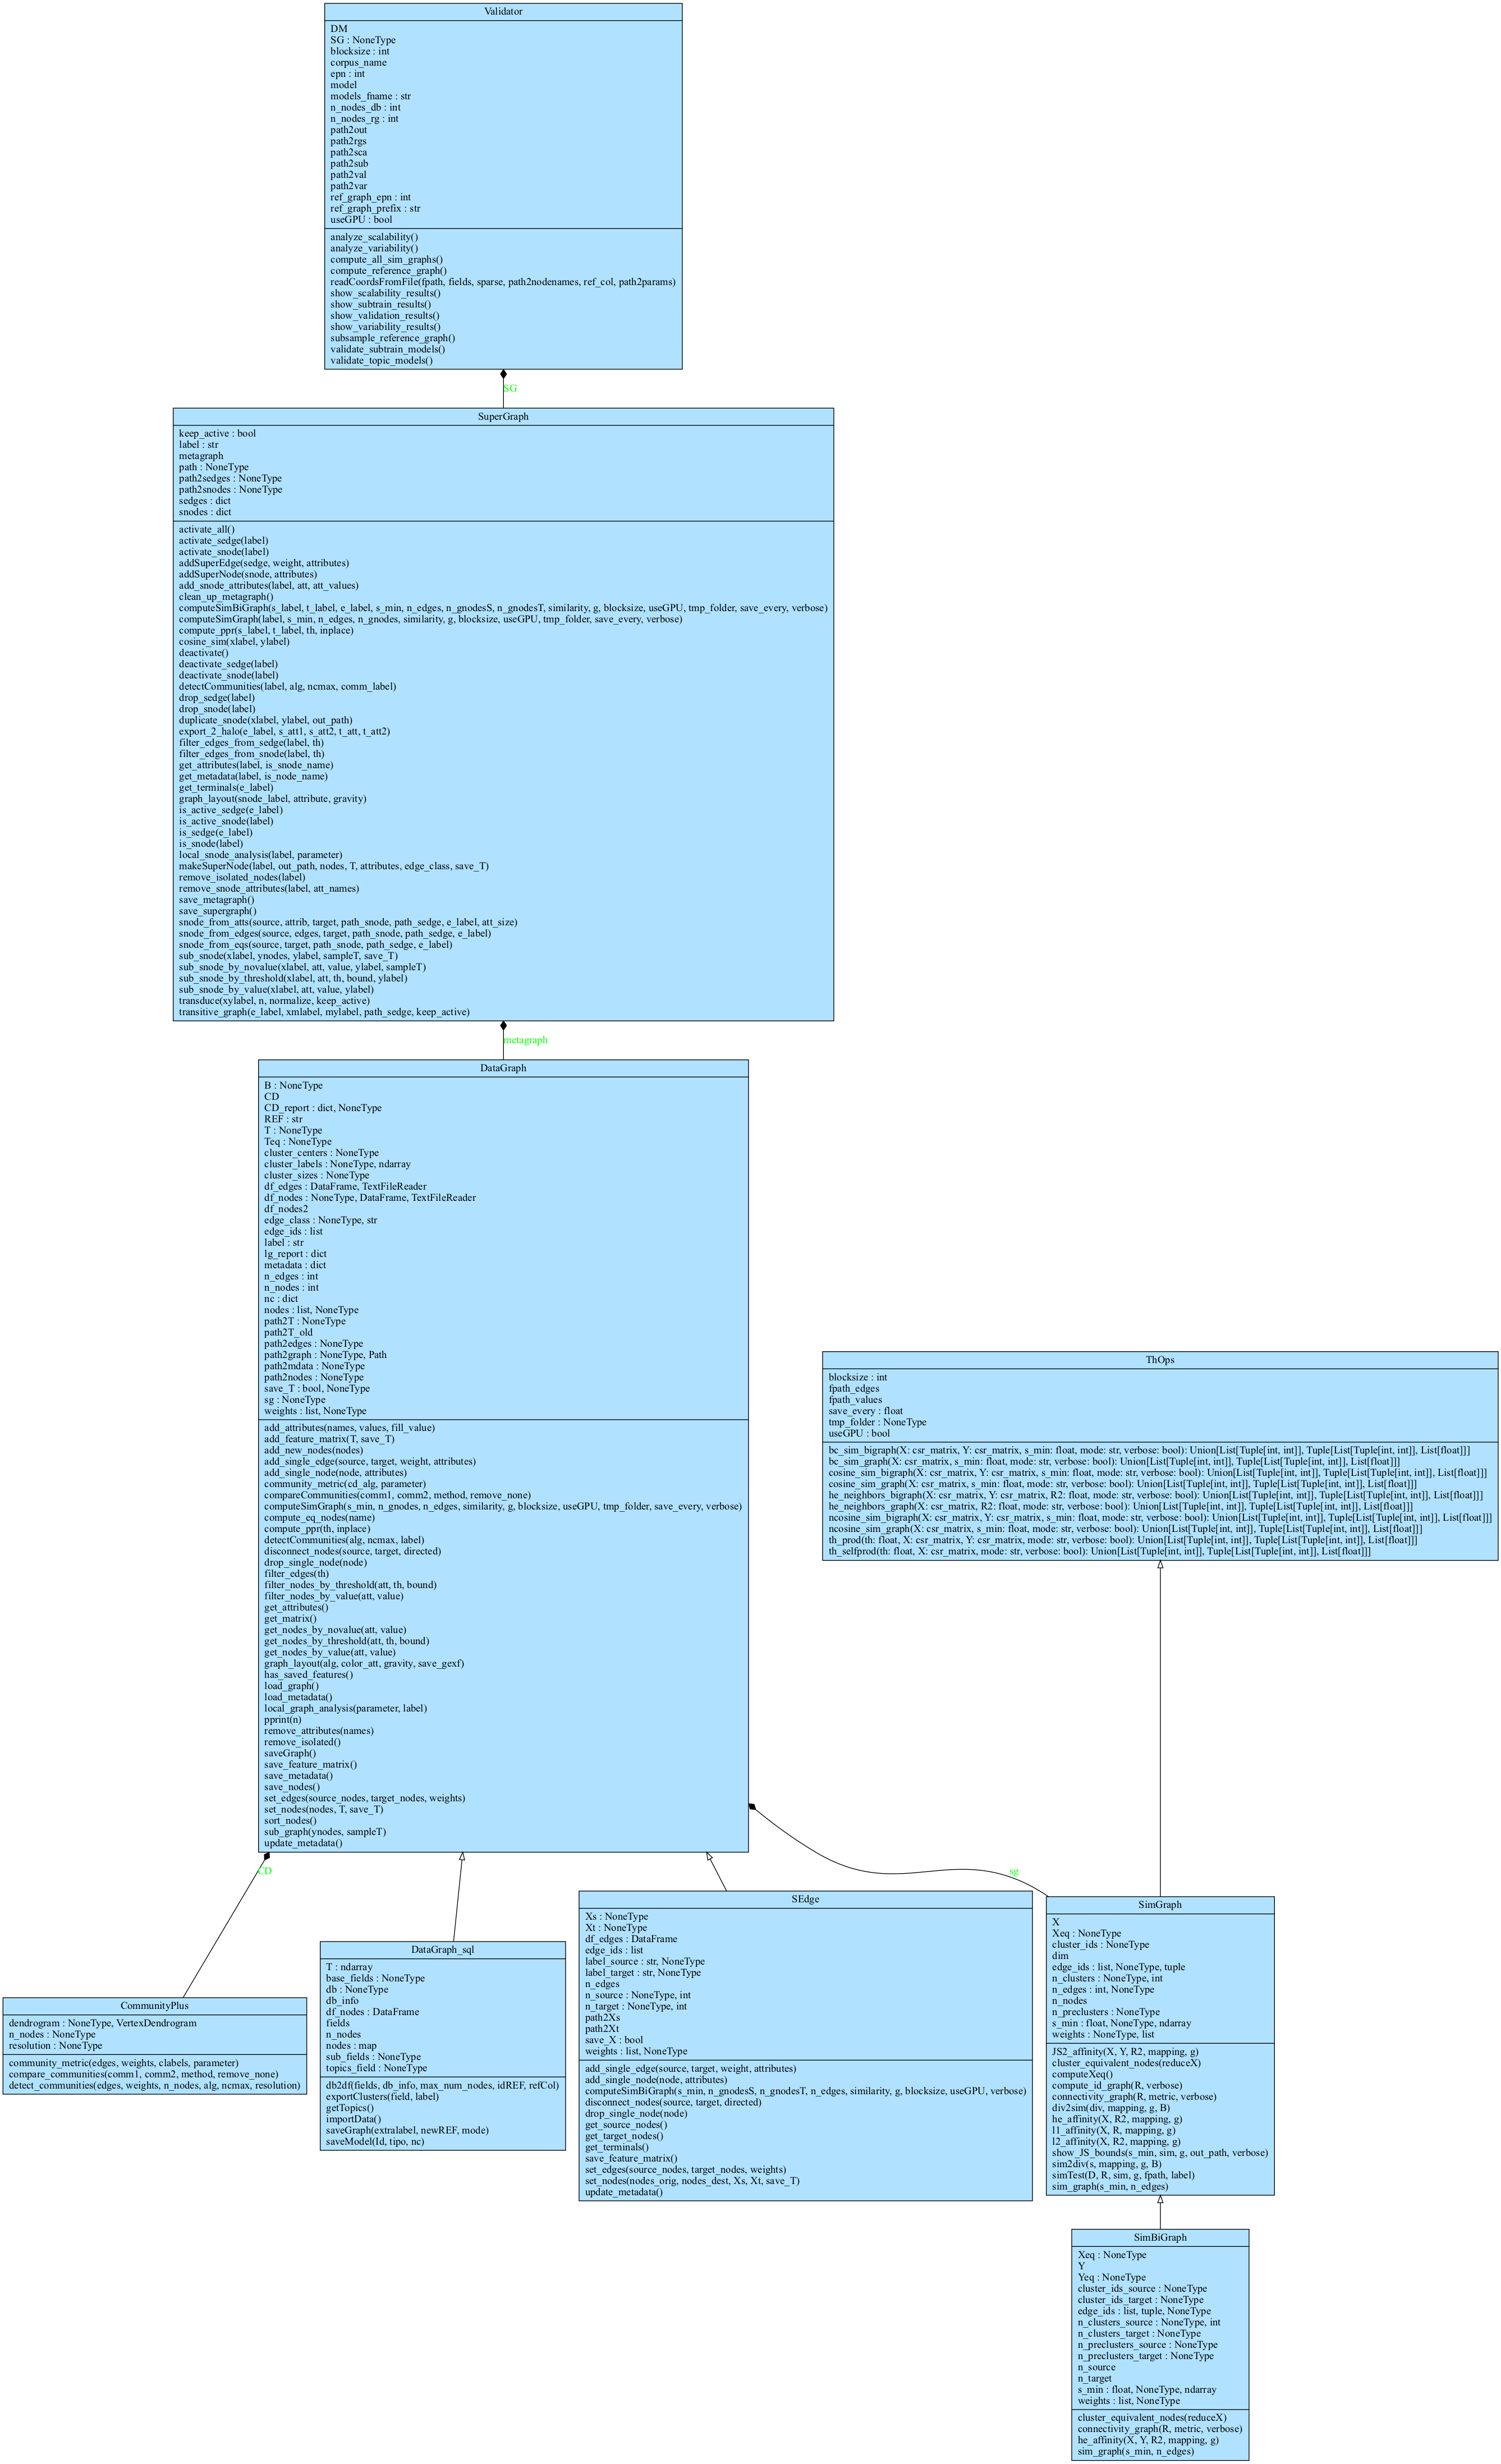 Validator
DM
SG : NoneType
blocksize : int
corpus_name
epn : int
model
models_fname : str
n_nodes_db : int
n_nodes_rg : int
path2out
path2rgs
path2sca
path2sub
path2val
path2var
ref_graph_epn : int
ref_graph_prefix : str
useGPU : bool
analyze_scalability()
analyze_variability()
compute_all_sim_graphs()
compute_reference_graph()
readCoordsFromFile(fpath, fields, sparse, path2nodenames, ref_col, path2params)
show_scalability_results()
show_subtrain_results()
show_validation_results()
show_variability_results()
subsample_reference_graph()
validate_subtrain_models()
validate_topic_models()
SG
SuperGraph
keep_active : bool
label : str
metagraph
path : NoneType
path2sedges : NoneType
path2snodes : NoneType
sedges : dict
snodes : dict
activate_all()
activate_sedge(label)
activate_snode(label)
addSuperEdge(sedge, weight, attributes)
addSuperNode(snode, attributes)
add_snode_attributes(label, att, att_values)
clean_up_metagraph()
computeSimBiGraph(s_label, t_label, e_label, s_min, n_edges, n_gnodesS, n_gnodesT, similarity, g, blocksize, useGPU, tmp_folder, save_every, verbose)
computeSimGraph(label, s_min, n_edges, n_gnodes, similarity, g, blocksize, useGPU, tmp_folder, save_every, verbose)
compute_ppr(s_label, t_label, th, inplace)
cosine_sim(xlabel, ylabel)
deactivate()
deactivate_sedge(label)
deactivate_snode(label)
detectCommunities(label, alg, ncmax, comm_label)
drop_sedge(label)
drop_snode(label)
duplicate_snode(xlabel, ylabel, out_path)
export_2_halo(e_label, s_att1, s_att2, t_att, t_att2)
filter_edges_from_sedge(label, th)
filter_edges_from_snode(label, th)
get_attributes(label, is_snode_name)
get_metadata(label, is_node_name)
get_terminals(e_label)
graph_layout(snode_label, attribute, gravity)
is_active_sedge(e_label)
is_active_snode(label)
is_sedge(e_label)
is_snode(label)
local_snode_analysis(label, parameter)
makeSuperNode(label, out_path, nodes, T, attributes, edge_class, save_T)
remove_isolated_nodes(label)
remove_snode_attributes(label, att_names)
save_metagraph()
save_supergraph()
snode_from_atts(source, attrib, target, path_snode, path_sedge, e_label, att_size)
snode_from_edges(source, edges, target, path_snode, path_sedge, e_label)
snode_from_eqs(source, target, path_snode, path_sedge, e_label)
sub_snode(xlabel, ynodes, ylabel, sampleT, save_T)
sub_snode_by_novalue(xlabel, att, value, ylabel, sampleT)
sub_snode_by_threshold(xlabel, att, th, bound, ylabel)
sub_snode_by_value(xlabel, att, value, ylabel)
transduce(xylabel, n, normalize, keep_active)
transitive_graph(e_label, xmlabel, mylabel, path_sedge, keep_active)
metagraph
DataGraph
B : NoneType
CD
CD_report : dict, NoneType
REF : str
T : NoneType
Teq : NoneType
cluster_centers : NoneType
cluster_labels : NoneType, ndarray
cluster_sizes : NoneType
df_edges : DataFrame, TextFileReader
df_nodes : NoneType, DataFrame, TextFileReader
df_nodes2
edge_class : NoneType, str
edge_ids : list
label : str
lg_report : dict
metadata : dict
n_edges : int
n_nodes : int
nc : dict
nodes : list, NoneType
path2T : NoneType
path2T_old
path2edges : NoneType
path2graph : NoneType, Path
path2mdata : NoneType
path2nodes : NoneType
save_T : bool, NoneType
sg : NoneType
weights : list, NoneType
add_attributes(names, values, fill_value)
add_feature_matrix(T, save_T)
add_new_nodes(nodes)
add_single_edge(source, target, weight, attributes)
add_single_node(node, attributes)
community_metric(cd_alg, parameter)
compareCommunities(comm1, comm2, method, remove_none)
computeSimGraph(s_min, n_gnodes, n_edges, similarity, g, blocksize, useGPU, tmp_folder, save_every, verbose)
compute_eq_nodes(name)
compute_ppr(th, inplace)
detectCommunities(alg, ncmax, label)
disconnect_nodes(source, target, directed)
drop_single_node(node)
filter_edges(th)
filter_nodes_by_threshold(att, th, bound)
filter_nodes_by_value(att, value)
get_attributes()
get_matrix()
get_nodes_by_novalue(att, value)
get_nodes_by_threshold(att, th, bound)
get_nodes_by_value(att, value)
graph_layout(alg, color_att, gravity, save_gexf)
has_saved_features()
load_graph()
load_metadata()
local_graph_analysis(parameter, label)
pprint(n)
remove_attributes(names)
remove_isolated()
saveGraph()
save_feature_matrix()
save_metadata()
save_nodes()
set_edges(source_nodes, target_nodes, weights)
set_nodes(nodes, T, save_T)
sort_nodes()
sub_graph(ynodes, sampleT)
update_metadata()
ThOps
blocksize : int
fpath_edges
fpath_values
save_every : float
tmp_folder : NoneType
useGPU : bool
bc_sim_bigraph(X: csr_matrix, Y: csr_matrix, s_min: float, mode: str, verbose: bool): Union[List[Tuple[int, int]], Tuple[List[Tuple[int, int]], List[float]]]
bc_sim_graph(X: csr_matrix, s_min: float, mode: str, verbose: bool): Union[List[Tuple[int, int]], Tuple[List[Tuple[int, int]], List[float]]]
cosine_sim_bigraph(X: csr_matrix, Y: csr_matrix, s_min: float, mode: str, verbose: bool): Union[List[Tuple[int, int]], Tuple[List[Tuple[int, int]], List[float]]]
cosine_sim_graph(X: csr_matrix, s_min: float, mode: str, verbose: bool): Union[List[Tuple[int, int]], Tuple[List[Tuple[int, int]], List[float]]]
he_neighbors_bigraph(X: csr_matrix, Y: csr_matrix, R2: float, mode: str, verbose: bool): Union[List[Tuple[int, int]], Tuple[List[Tuple[int, int]], List[float]]]
he_neighbors_graph(X: csr_matrix, R2: float, mode: str, verbose: bool): Union[List[Tuple[int, int]], Tuple[List[Tuple[int, int]], List[float]]]
ncosine_sim_bigraph(X: csr_matrix, Y: csr_matrix, s_min: float, mode: str, verbose: bool): Union[List[Tuple[int, int]], Tuple[List[Tuple[int, int]], List[float]]]
ncosine_sim_graph(X: csr_matrix, s_min: float, mode: str, verbose: bool): Union[List[Tuple[int, int]], Tuple[List[Tuple[int, int]], List[float]]]
th_prod(th: float, X: csr_matrix, Y: csr_matrix, mode: str, verbose: bool): Union[List[Tuple[int, int]], Tuple[List[Tuple[int, int]], List[float]]]
th_selfprod(th: float, X: csr_matrix, mode: str, verbose: bool): Union[List[Tuple[int, int]], Tuple[List[Tuple[int, int]], List[float]]]
CD
sg
CommunityPlus
dendrogram : NoneType, VertexDendrogram
n_nodes : NoneType
resolution : NoneType
community_metric(edges, weights, clabels, parameter)
compare_communities(comm1, comm2, method, remove_none)
detect_communities(edges, weights, n_nodes, alg, ncmax, resolution)
DataGraph_sql
T : ndarray
base_fields : NoneType
db : NoneType
db_info
df_nodes : DataFrame
fields
n_nodes
nodes : map
sub_fields : NoneType
topics_field : NoneType
db2df(fields, db_info, max_num_nodes, idREF, refCol)
exportClusters(field, label)
getTopics()
importData()
saveGraph(extralabel, newREF, mode)
saveModel(Id, tipo, nc)
SEdge
Xs : NoneType
Xt : NoneType
df_edges : DataFrame
edge_ids : list
label_source : str, NoneType
label_target : str, NoneType
n_edges
n_source : NoneType, int
n_target : NoneType, int
path2Xs
path2Xt
save_X : bool
weights : list, NoneType
add_single_edge(source, target, weight, attributes)
add_single_node(node, attributes)
computeSimBiGraph(s_min, n_gnodesS, n_gnodesT, n_edges, similarity, g, blocksize, useGPU, verbose)
disconnect_nodes(source, target, directed)
drop_single_node(node)
get_source_nodes()
get_target_nodes()
get_terminals()
save_feature_matrix()
set_edges(source_nodes, target_nodes, weights)
set_nodes(nodes_orig, nodes_dest, Xs, Xt, save_T)
update_metadata()
SimGraph
X
Xeq : NoneType
cluster_ids : NoneType
dim
edge_ids : list, NoneType, tuple
n_clusters : NoneType, int
n_edges : int, NoneType
n_nodes
n_preclusters : NoneType
s_min : float, NoneType, ndarray
weights : NoneType, list
JS2_affinity(X, Y, R2, mapping, g)
cluster_equivalent_nodes(reduceX)
computeXeq()
compute_id_graph(R, verbose)
connectivity_graph(R, metric, verbose)
div2sim(div, mapping, g, B)
he_affinity(X, R2, mapping, g)
l1_affinity(X, R, mapping, g)
l2_affinity(X, R2, mapping, g)
show_JS_bounds(s_min, sim, g, out_path, verbose)
sim2div(s, mapping, g, B)
simTest(D, R, sim, g, fpath, label)
sim_graph(s_min, n_edges)
SimBiGraph
Xeq : NoneType
Y
Yeq : NoneType
cluster_ids_source : NoneType
cluster_ids_target : NoneType
edge_ids : list, tuple, NoneType
n_clusters_source : NoneType, int
n_clusters_target : NoneType
n_preclusters_source : NoneType
n_preclusters_target : NoneType
n_source
n_target
s_min : float, NoneType, ndarray
weights : list, NoneType
cluster_equivalent_nodes(reduceX)
connectivity_graph(R, metric, verbose)
he_affinity(X, Y, R2, mapping, g)
sim_graph(s_min, n_edges)